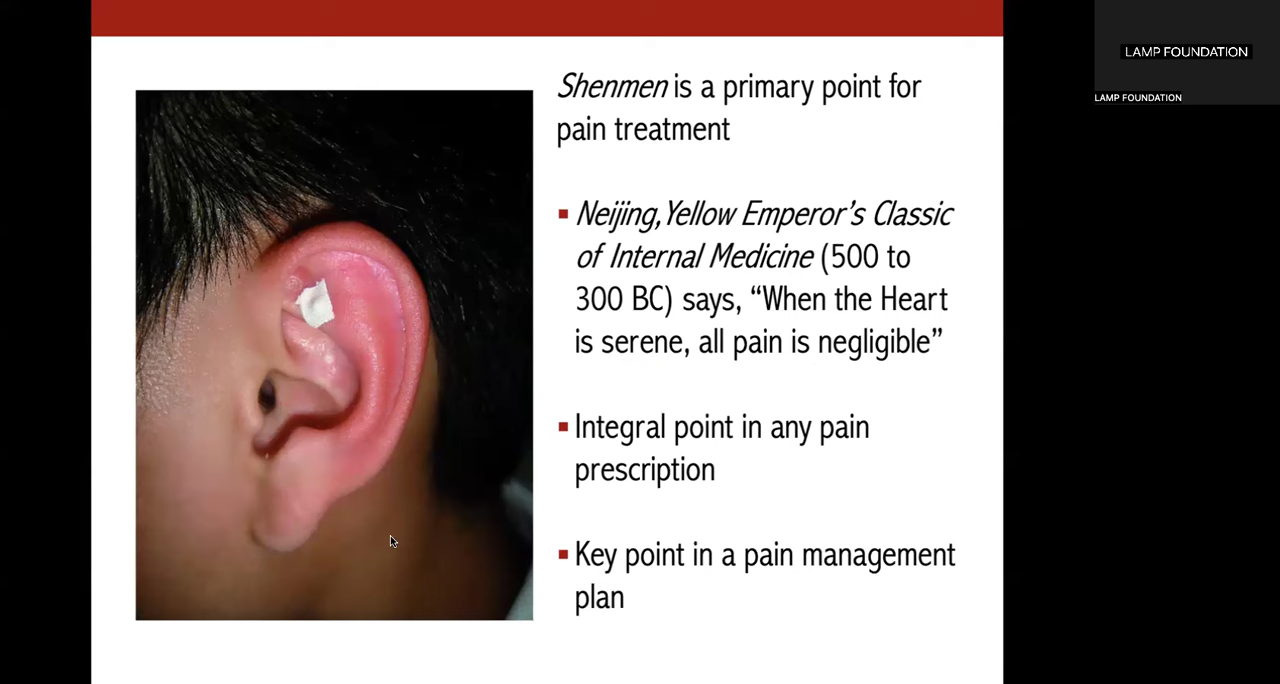 LAMP FOUNDATION
LAMP FOUNDATION
Shenmen is a primary point for
pain treatment
▪ Neijing, Yellow Emperor’s Classic
of Internal Medicine (500 to
300 BC) says, “When the Heart
is serene, all pain is negligible”
▪ Integral point in any pain
prescription
▪ Key point in a pain management
plan